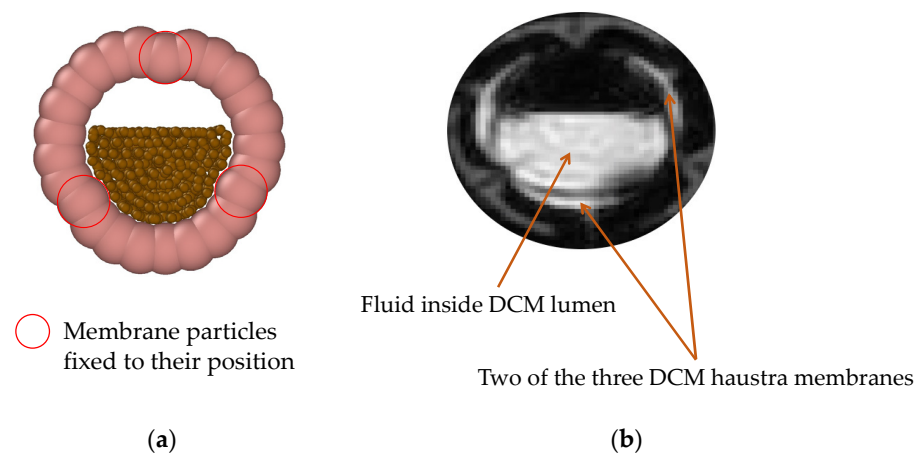 Fluid inside DCM lumen
Membrane particles
fixed to their position
Two of the three DCM haustra membranes
(a)
(b)